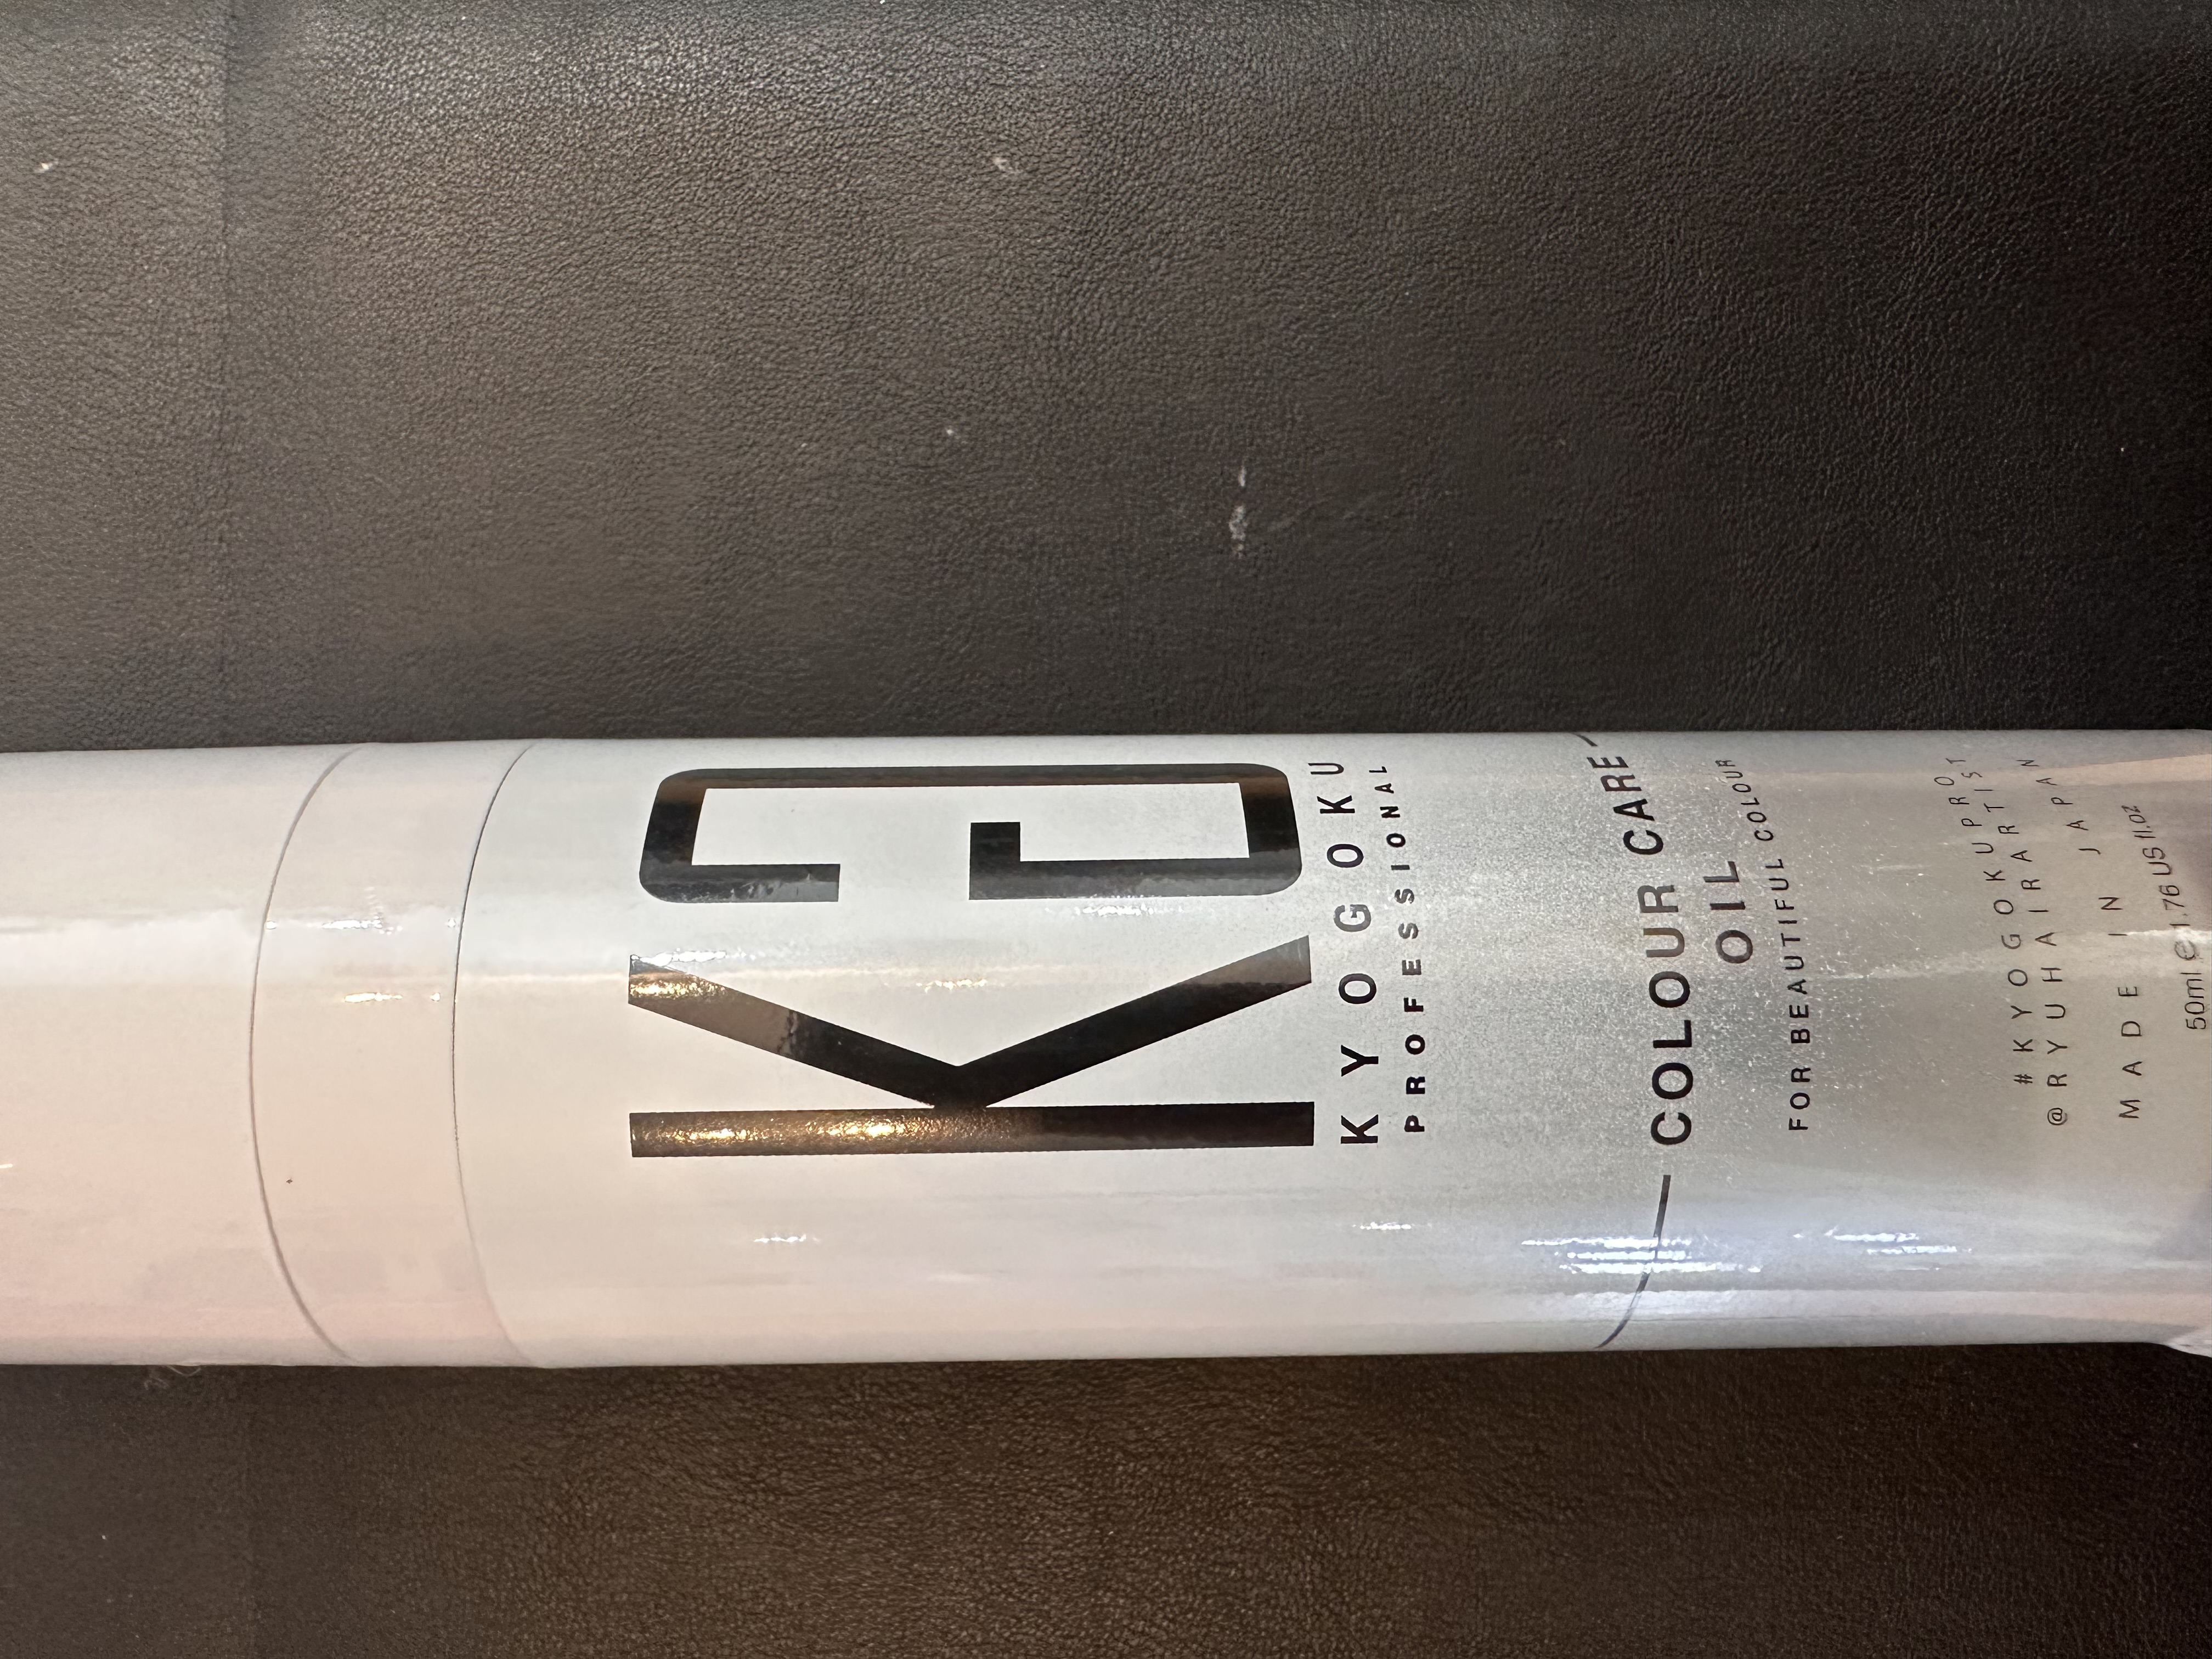 KG
KYOGOKU
PROFESSIONAL
COLOUR CARE
OIL
FOR BEAUTIFUL COLOUR
#KYOGOKUPRO
@RYUHAIRARTIST
MADE IN JAPAN
50ml ℮ 1.76 US fl.oz